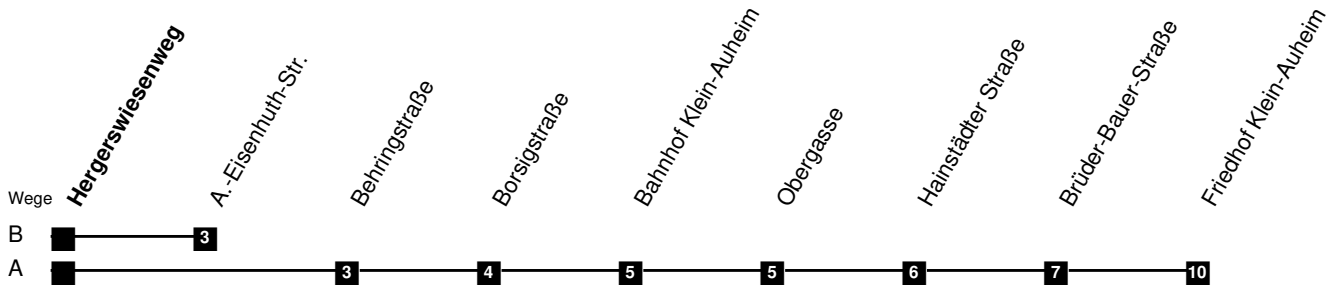 Hergerswiesenweg
A.-Eisenhuth-Str.
Behringstraße
Borsigstraße
Bahnhof Klein-Auheim
Obergasse
Hainstädter Straße
Brüder-Bauer-Straße
Friedhof Klein-Auheim
Wege
B 3
A 3 4 5 5 6 7 10